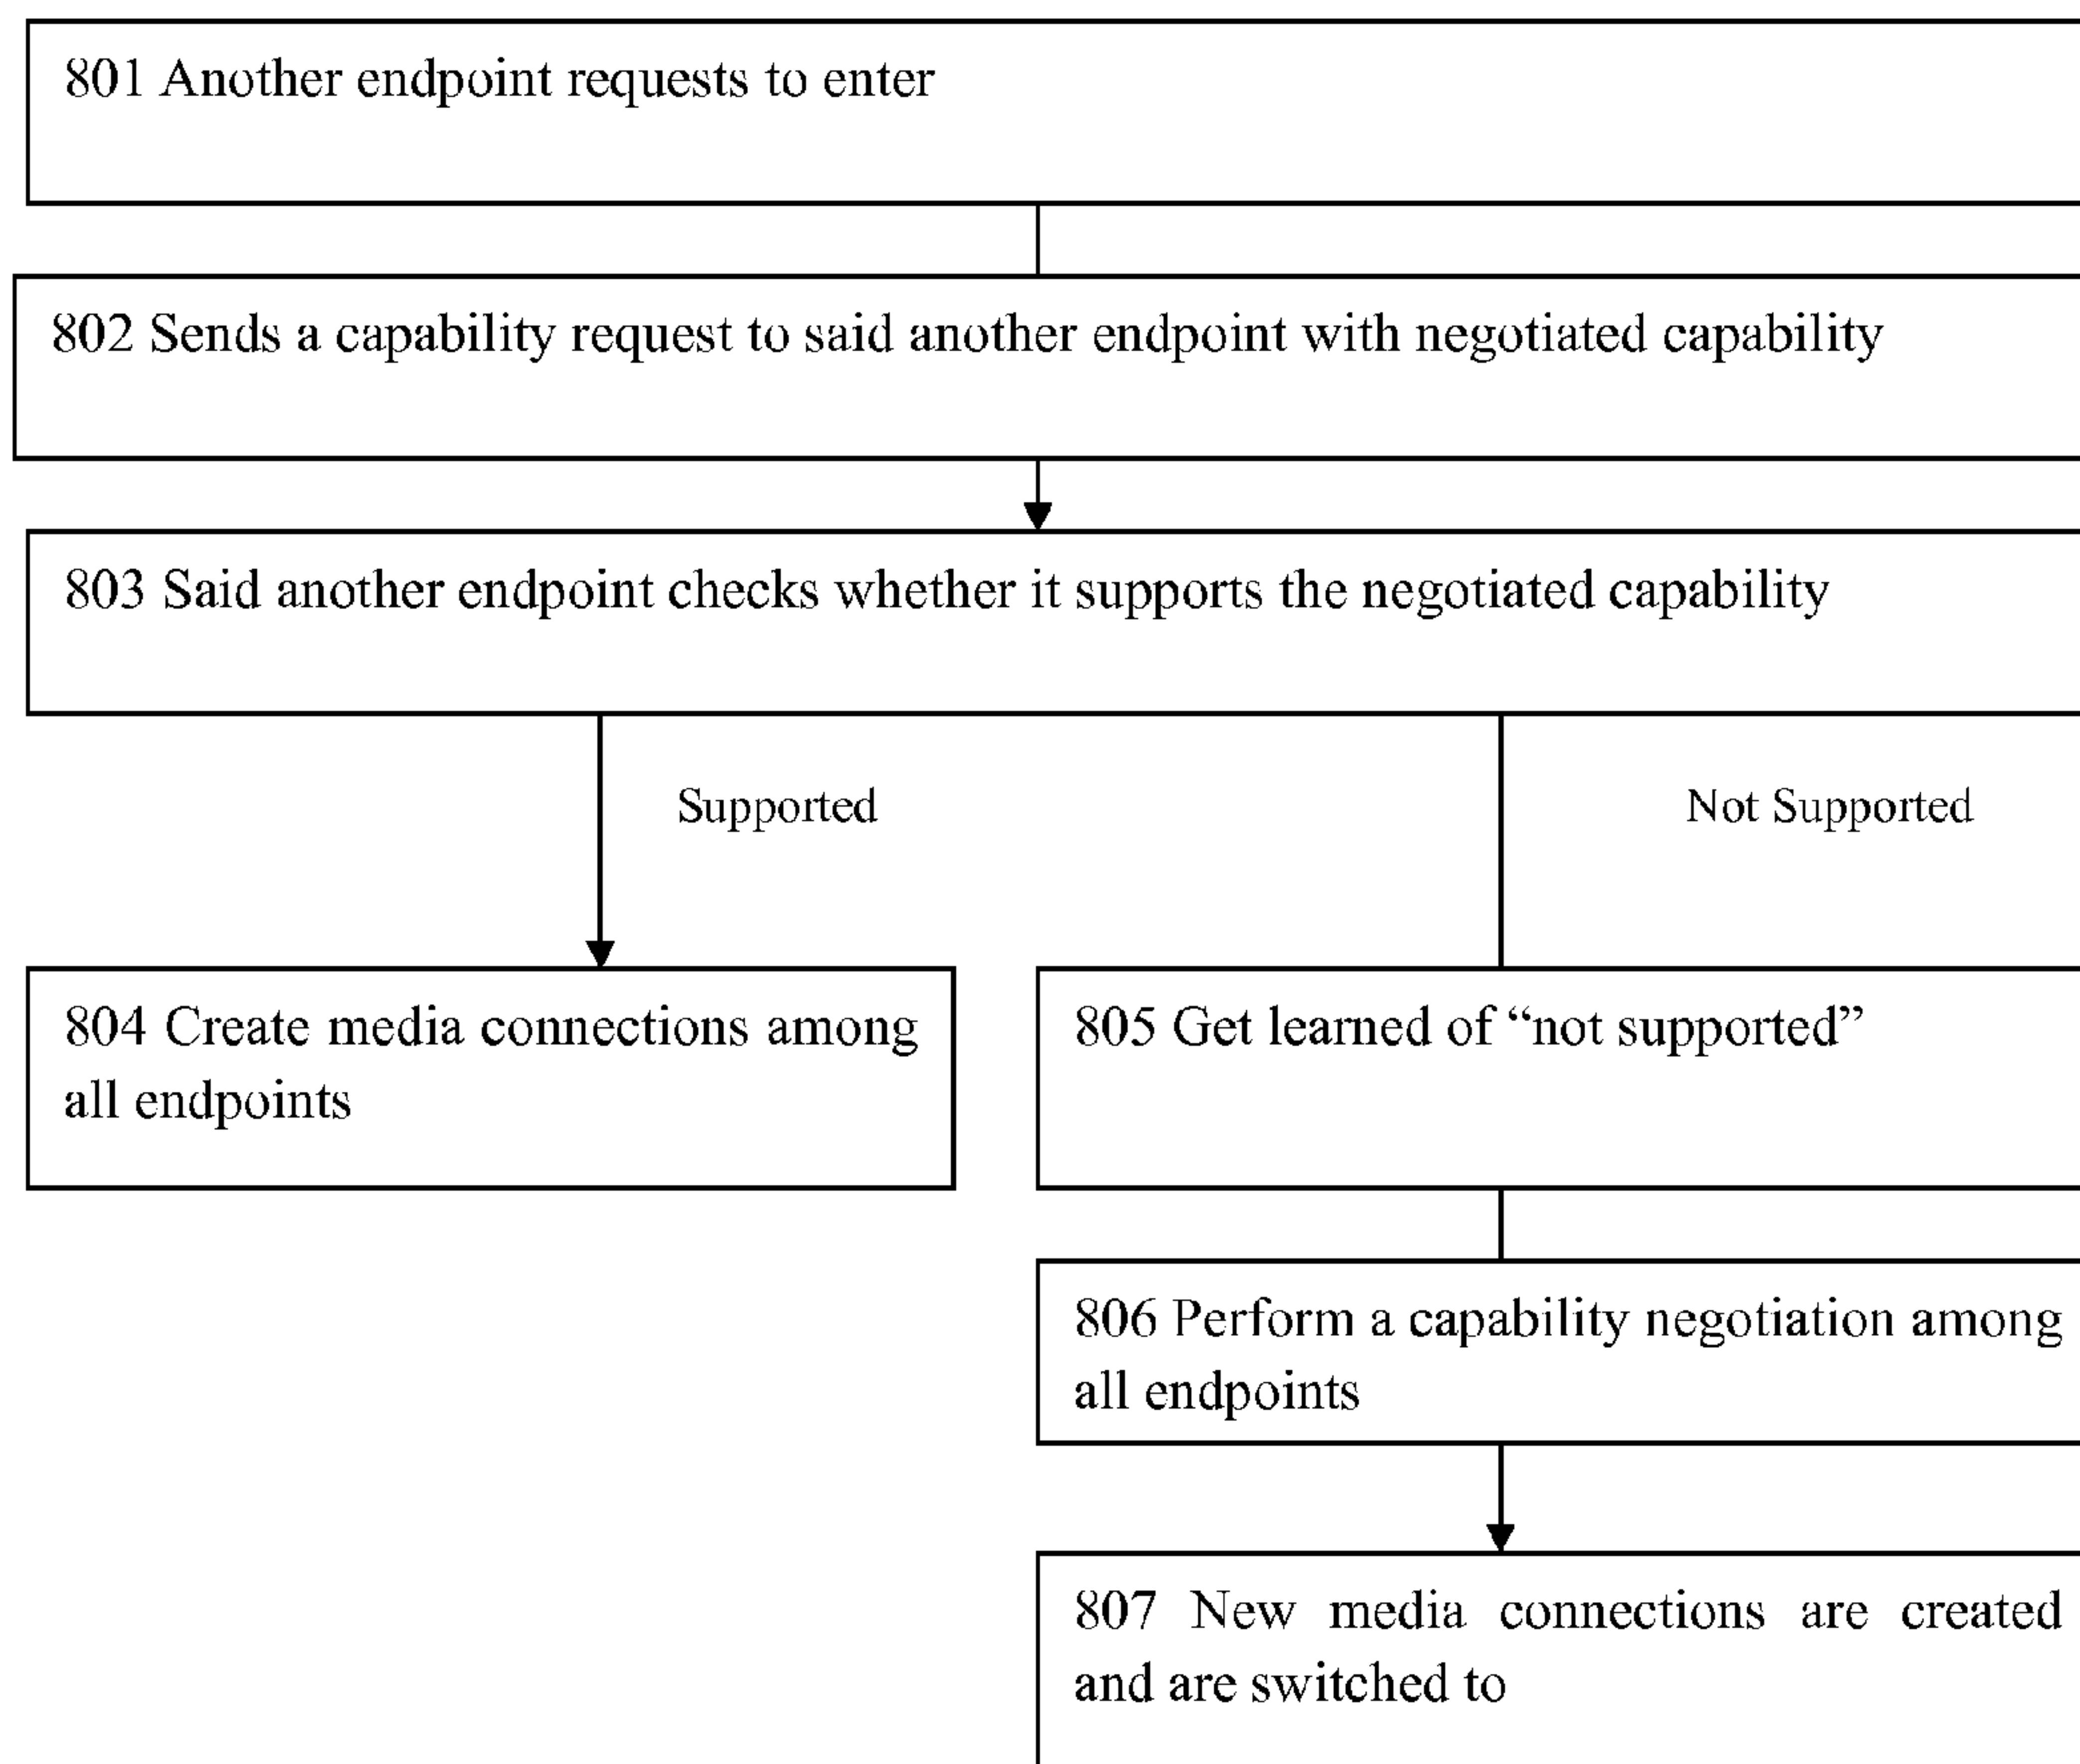 801 Another endpoint requests to enter
802 Sends a capability request to said another endpoint with negotiated capability
803 Said another endpoint checks whether it supports the negotiated capability
Supported
Not Supported
804 Create media connections among
all endpoints
805 Get learned of “not supported”
806 Perform a capability negotiation among
all endpoints
807 New media connections are created
and are switched to